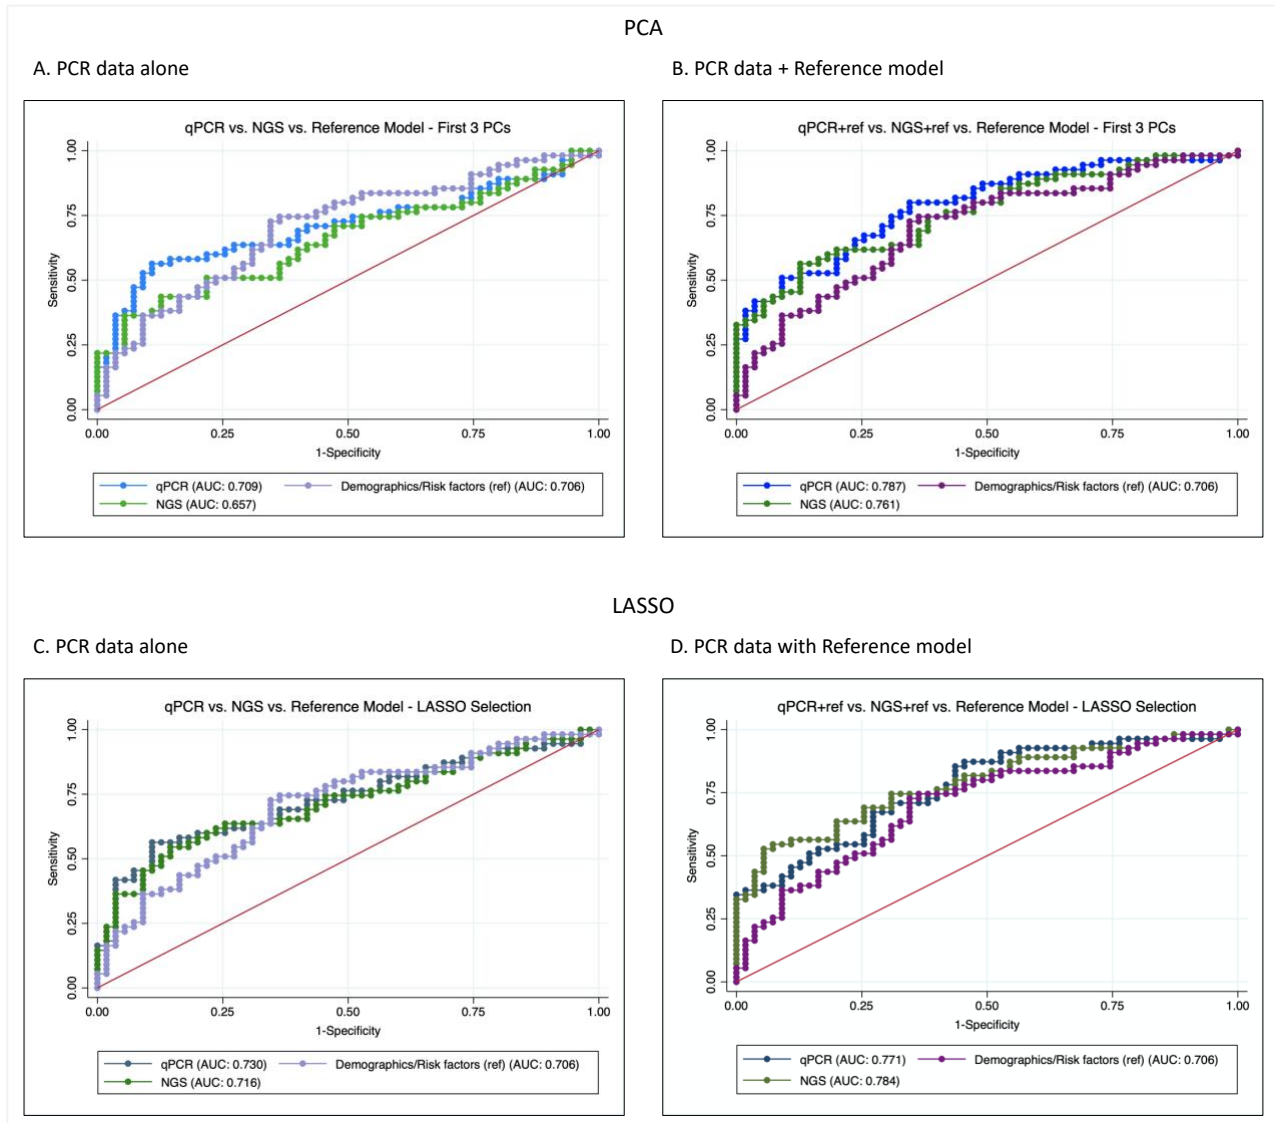 PCA
A. PCR data alone
B. PCR data + Reference model
qPCR vs. NGS vs. Reference Model - First 3 PCs
1.00
0.75
0.50
0.25
0.00
Sensitivity
0.00 0.25 0.50 0.75 1.00
1-Specificity
qPCR (AUC: 0.709) Demographics/Risk factors (ref) (AUC: 0.706)
NGS (AUC: 0.657)
qPCR+ref vs. NGS+ref vs. Reference Model - First 3 PCs
1.00
0.75
0.50
0.25
0.00
Sensitivity
0.00 0.25 0.50 0.75 1.00
1-Specificity
qPCR (AUC: 0.787) Demographics/Risk factors (ref) (AUC: 0.706)
NGS (AUC: 0.761)
LASSO
C. PCR data alone
D. PCR data with Reference model
qPCR vs. NGS vs. Reference Model - LASSO Selection
1.00
0.75
0.50
0.25
0.00
Sensitivity
0.00 0.25 0.50 0.75 1.00
1-Specificity
qPCR (AUC: 0.730) Demographics/Risk factors (ref) (AUC: 0.706)
NGS (AUC: 0.716)
qPCR+ref vs. NGS+ref vs. Reference Model - LASSO Selection
1.00
0.75
0.50
0.25
0.00
Sensitivity
0.00 0.25 0.50 0.75 1.00
1-Specificity
qPCR (AUC: 0.771) Demographics/Risk factors (ref) (AUC: 0.706)
NGS (AUC: 0.784)